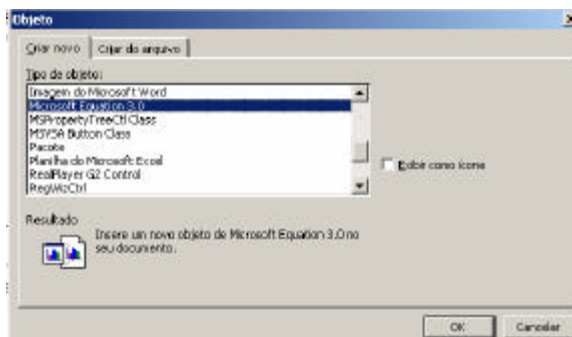 Objeto
Criar novo
Criar do arquivo
Tipo de objeto:
Imagem do Microsoft Word
Microsoft Equation 3.0
MSPropertyTreeCtl Class
MSVSA Button Class
Pacote
Planilha do Microsoft Excel
RealPlayer G2 Control
RegWizCtrl
Exibir como ícone
Resultado
Insere um novo objeto de Microsoft Equation 3.0 no
seu documento.
OK
Cancelar